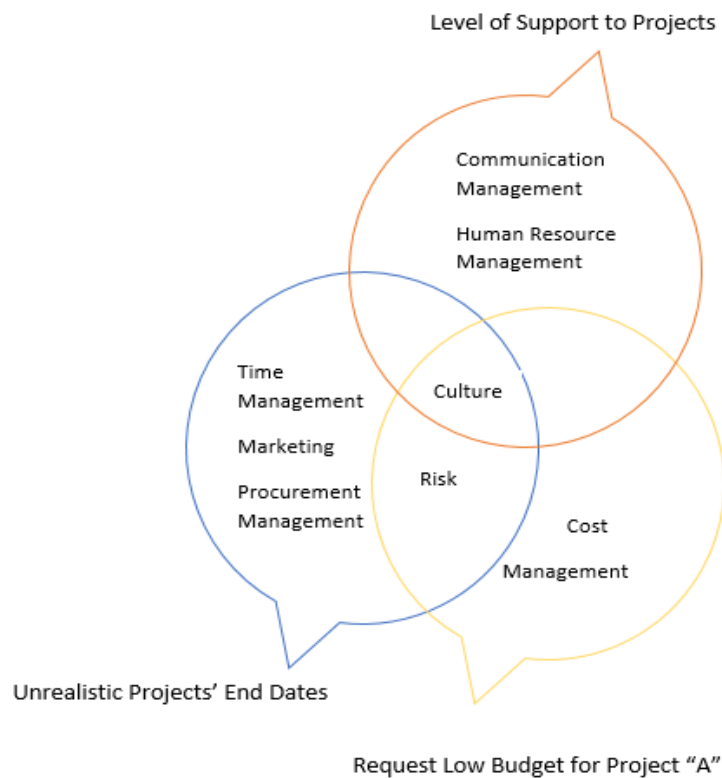 Level of Support to Projects
Communication
Management
Human Resource
Management
Time
Management
Marketing
Procurement
Management
Culture
Risk
Cost
Management
Unrealistic Projects’ End Dates
Request Low Budget for Project “A”